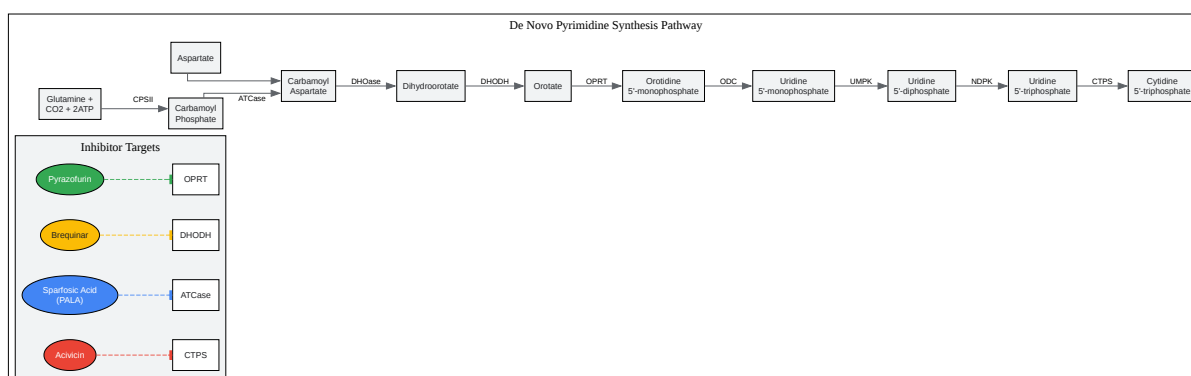 De Novo Pyrimidine Synthesis Pathway
Aspartate
Glutamine +
CO2 + 2ATP
CPSII
Carbamoyl
Phosphate
ATCase
Carbamoyl
Aspartate
DHOase
Dihydroorotate
DHODH
Orotate
OPRT
Orotidine
5'-monophosphate
ODC
Uridine
5'-monophosphate
UMPK
Uridine
5'-diphosphate
NDPK
Uridine
5'-triphosphate
CTPS
Cytidine
5'-triphosphate
Inhibitor Targets
Pyrazofurin
OPRT
Brequinar
DHODH
Sparfosic Acid
(PALA)
ATCase
Acivicin
CTPS